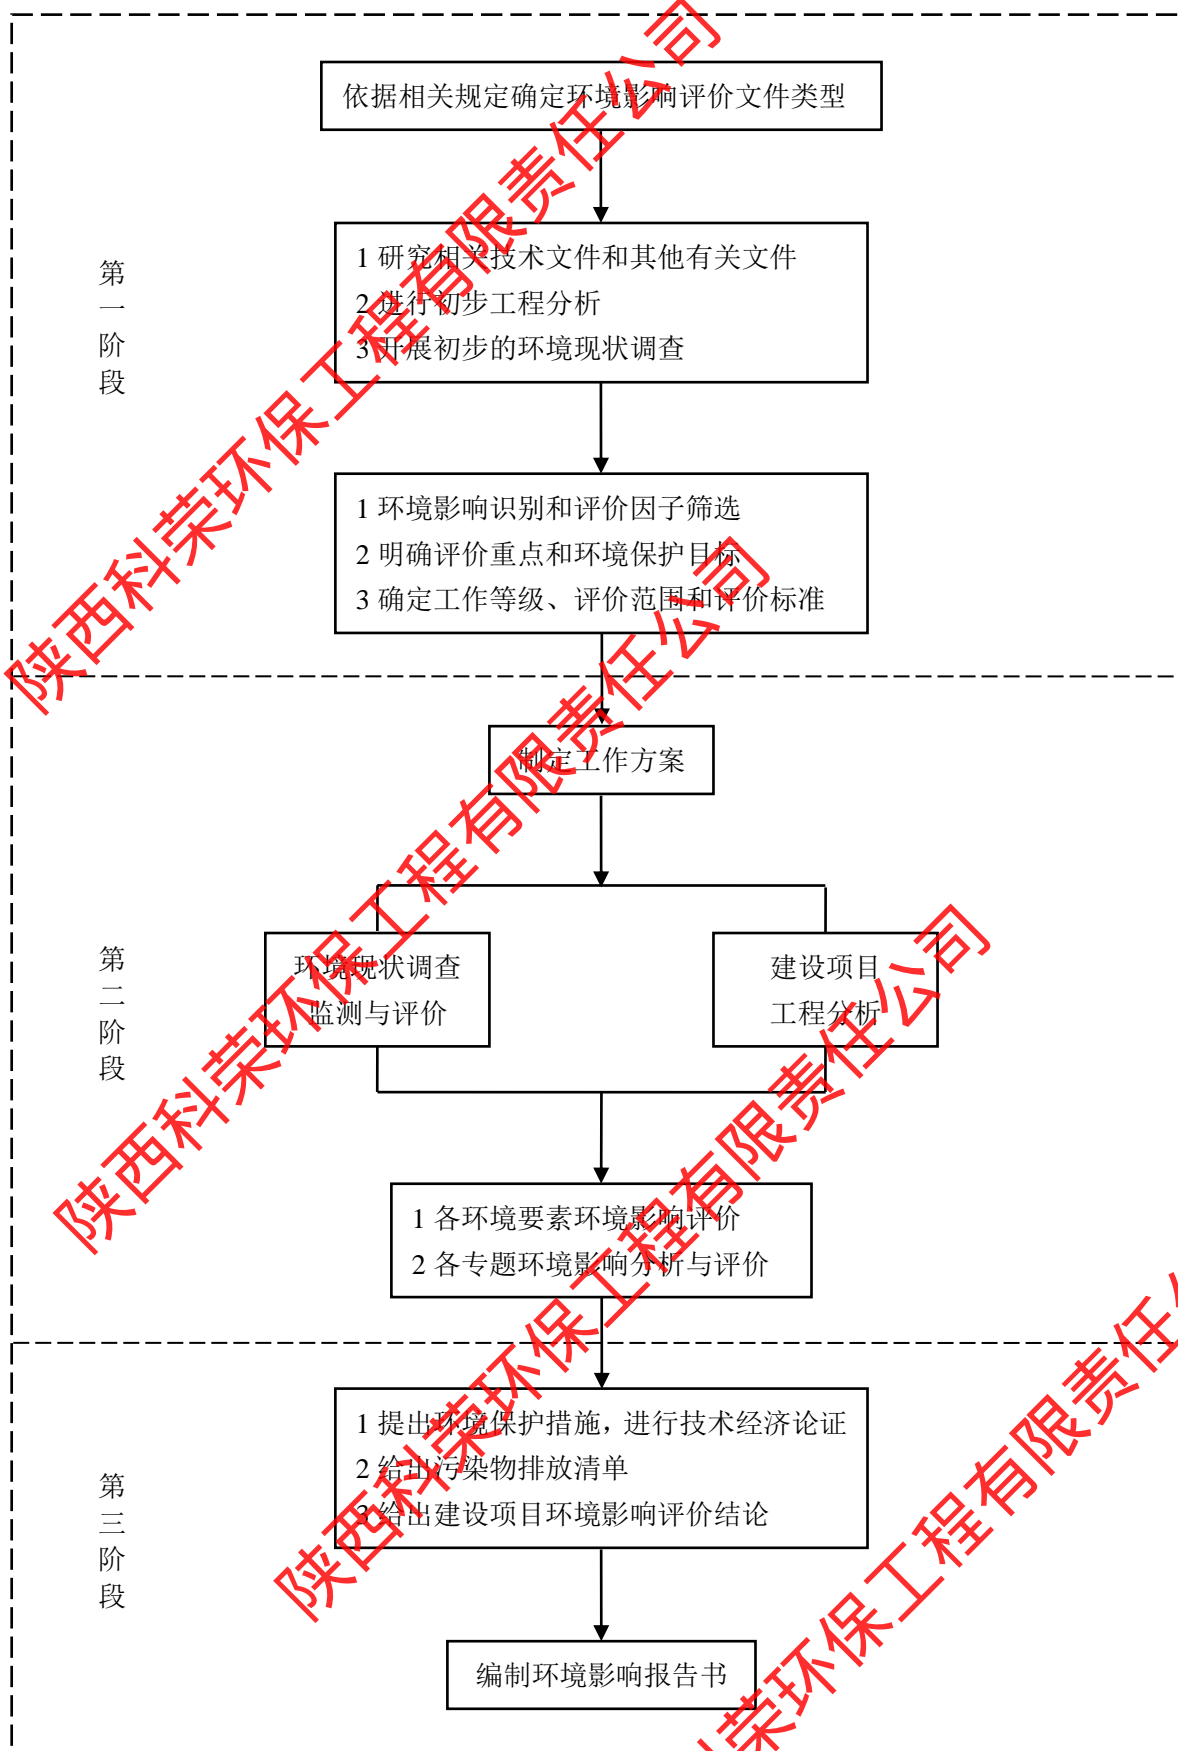 依据相关规定确定环境影响评价文件类型
第一阶段
1 研究相关技术文件和其他有关文件
2 进行初步工程分析
3 开展初步的环境现状调查
1 环境影响识别和评价因子筛选
2 明确评价重点和环境保护目标
3 确定工作等级、评价范围和评价标准
制定工作方案
第二阶段
环境现状调查
监测与评价
建设项目
工程分析
1 各环境要素环境影响评价
2 各专题环境影响分析与评价
第三阶段
1 提出环境保护措施，进行技术经济论证
2 给出污染物排放清单
3 给出建设项目环境影响评价结论
编制环境影响报告书
陕西科荣环保工程有限责任公司
陕西科荣环保工程有限责任公司
陕西科荣环保工程有限责任公司
荣环保工程有限责任公